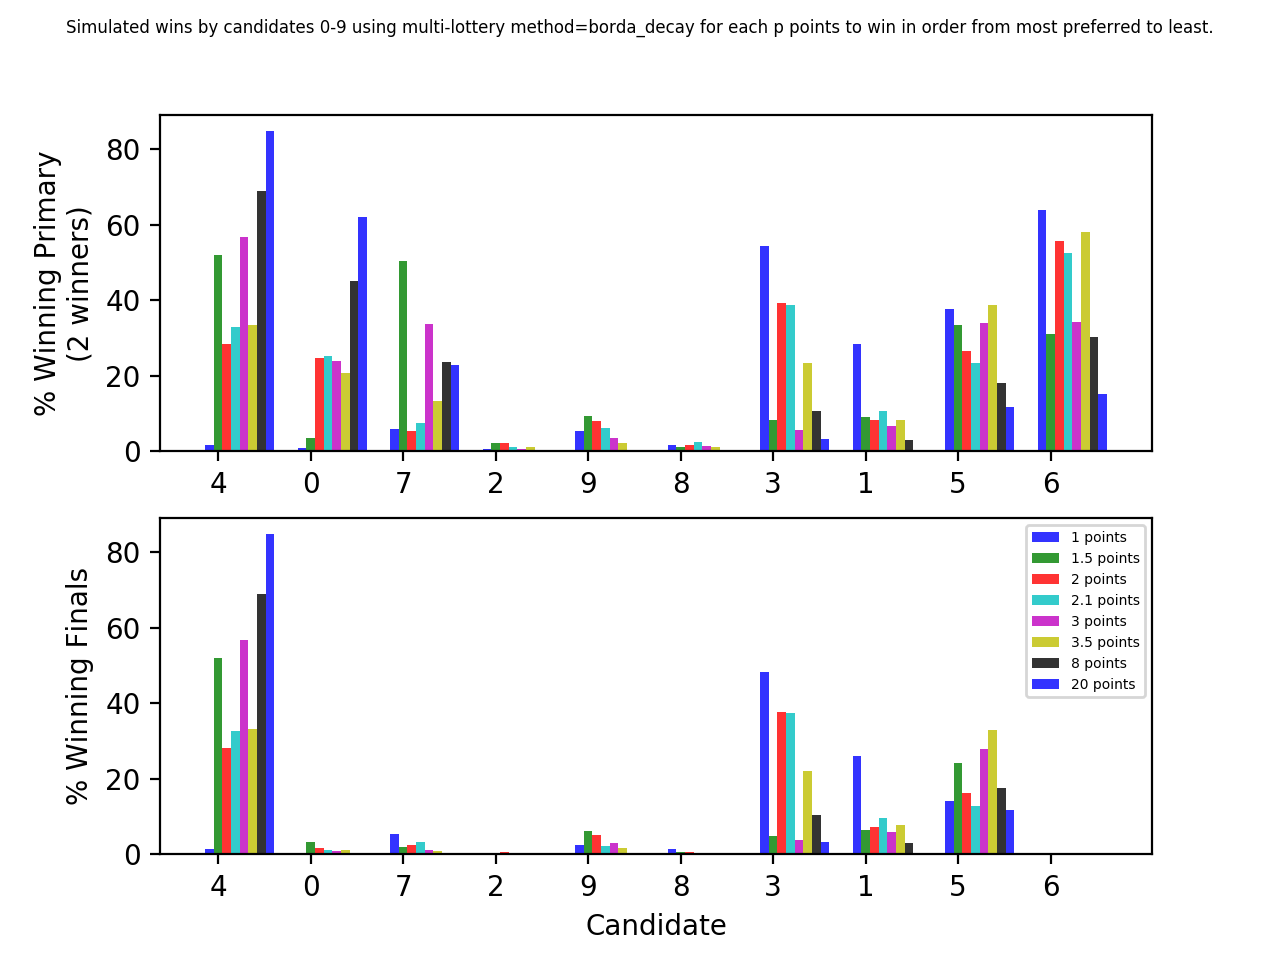 Simulated wins by candidates 0-9 using multi-lottery method=borda_decay for each p points to win in order from most preferred to least.
% Winning Primary
(2 winners)
80
60
40
20
0
4 0 7 2 9 8 3 1 5 6
% Winning Finals
80
60
40
20
0
1 points
1.5 points
2 points
2.1 points
3 points
3.5 points
8 points
20 points
4 0 7 2 9 8 3 1 5 6
Candidate